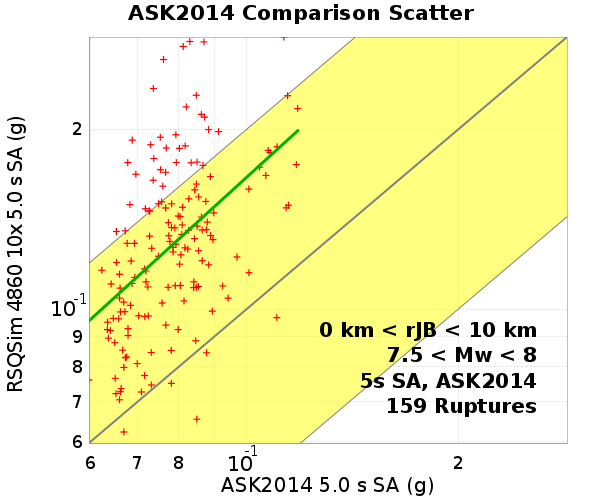 ASK2014 Comparison Scatter
RSQSim 4860 10x 5.0 s SA (g)
2
10⁻¹
9
8
7
6
0 km < rJB < 10 km
7.5 < Mw < 8
5s SA, ASK2014
159 Ruptures
6 7 8 10⁻¹ 2
ASK2014 5.0 s SA (g)